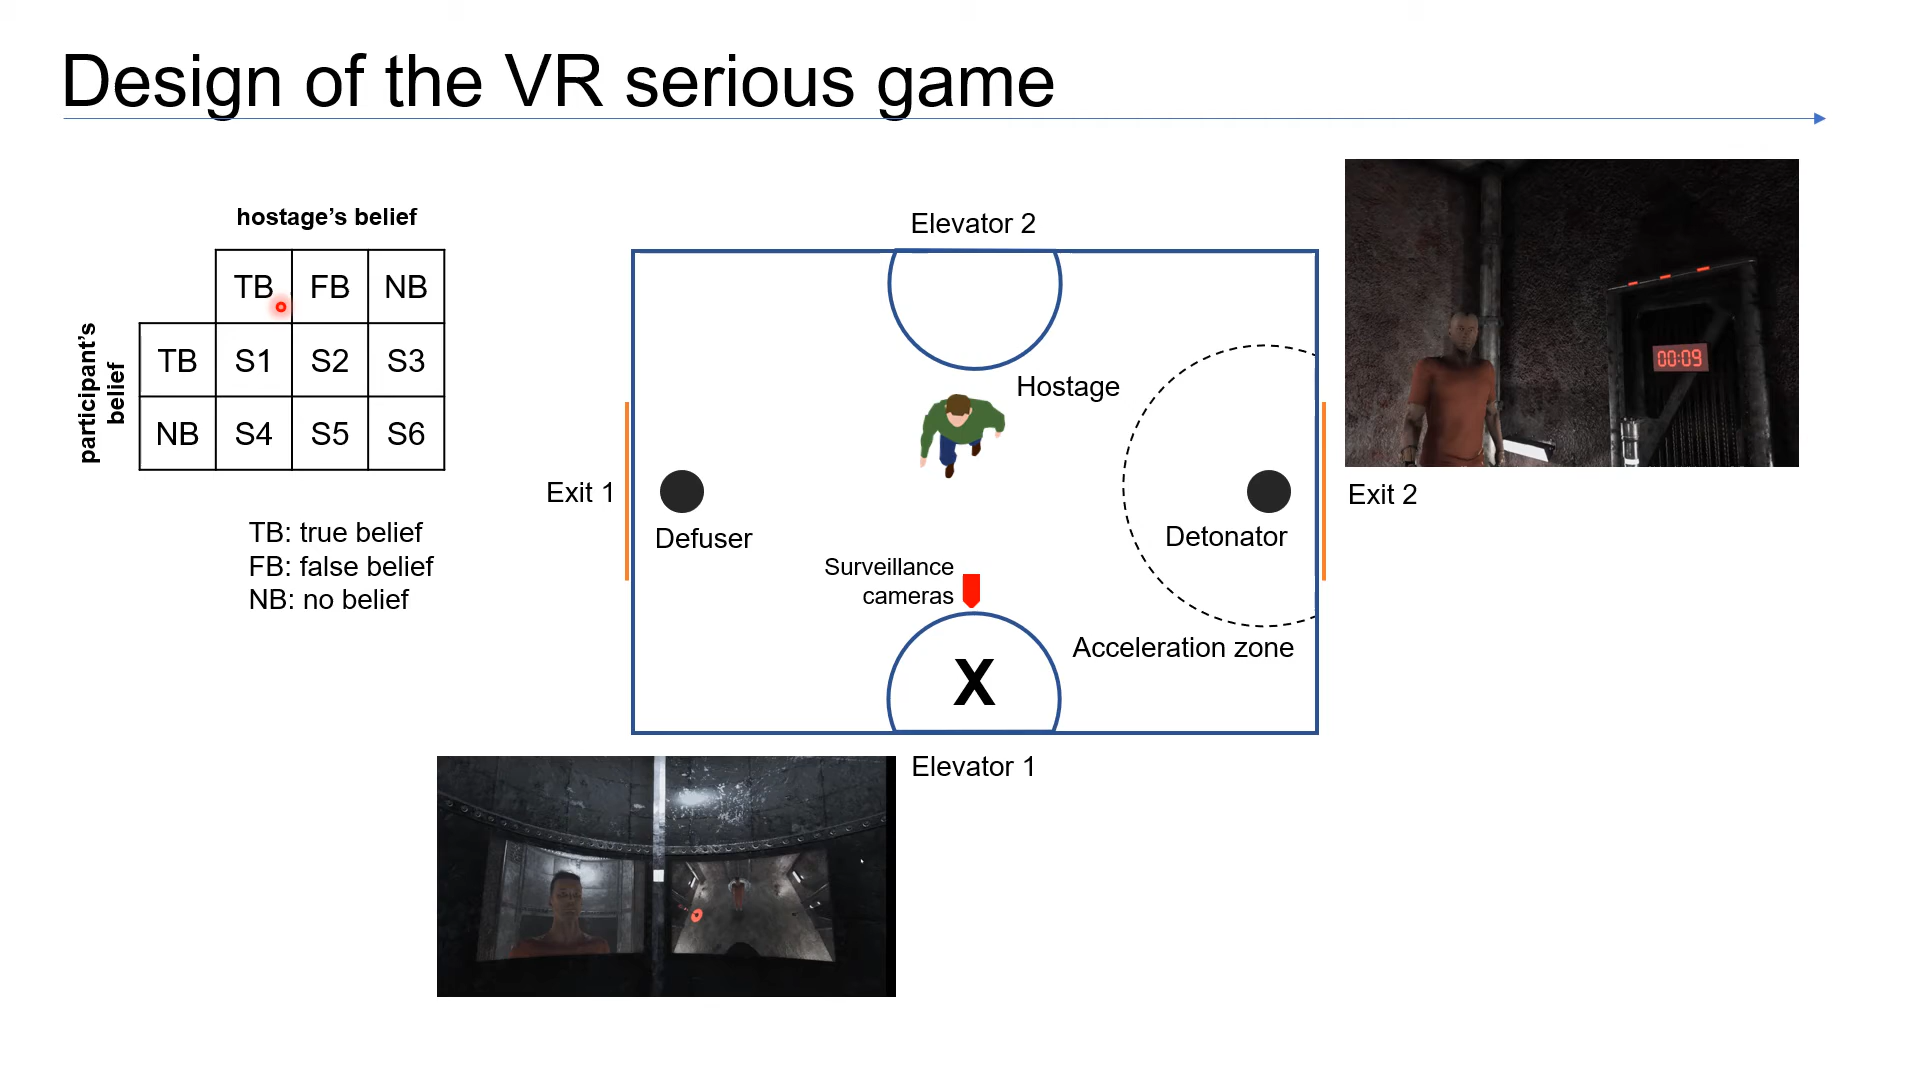 Design of the VR serious game
hostage’s belief
participant’s
belief
TB FB NB
TB S1 S2 S3
NB S4 S5 S6
TB: true belief
FB: false belief
NB: no belief
Elevator 2
Hostage
Exit 1
Defuser
Detonator
Exit 2
Surveillance
cameras
Acceleration zone
X
Elevator 1
00:09